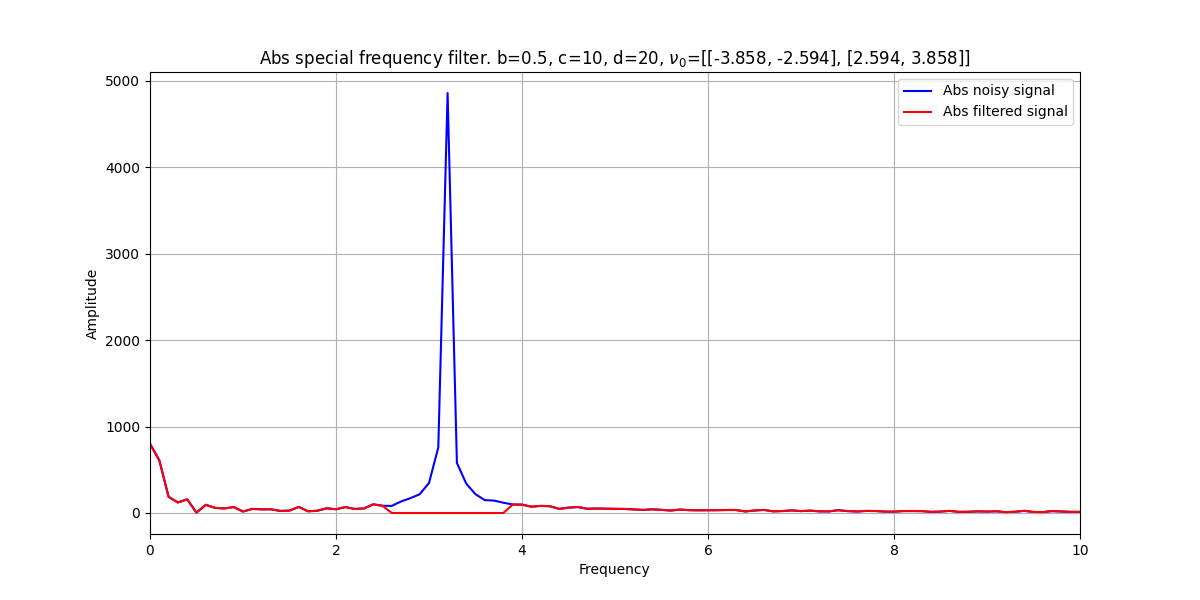 Abs special frequency filter. b=0.5, c=10, d=20, ν₀=[[-3.858, -2.594], [2.594, 3.858]]
Abs noisy signal
Abs filtered signal
Amplitude
5000
4000
3000
2000
1000
0
0 2 4 6 8 10
Frequency